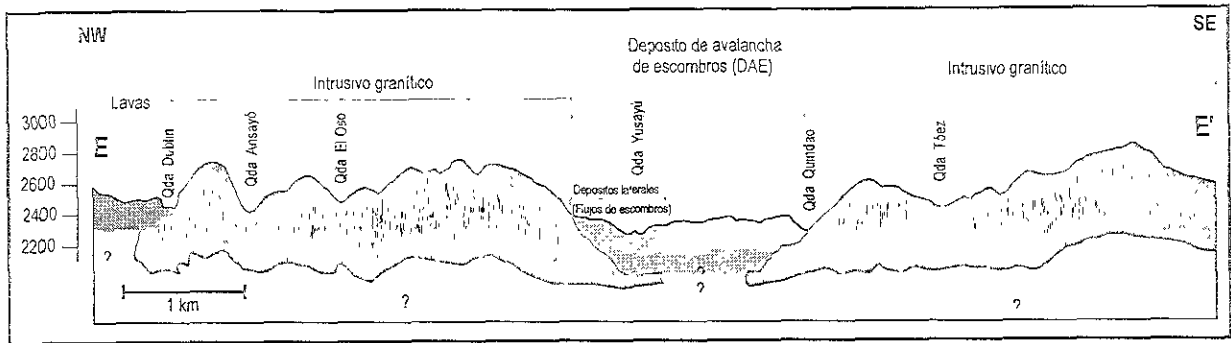 NW
SE
Deposito de avalancha
de escombros (DAE)
Intrusivo granítico
Intrusivo granítico
Lavas
3000
2800
2600
2400
2200
E
E'
Qda Dublin
Qda Ansayó
Qda El Oso
Qda Yusayú
Qda Quindao
Qda Tóez
Depositos laterales
(Flujos de escombros)
?
?
?
?
1 km